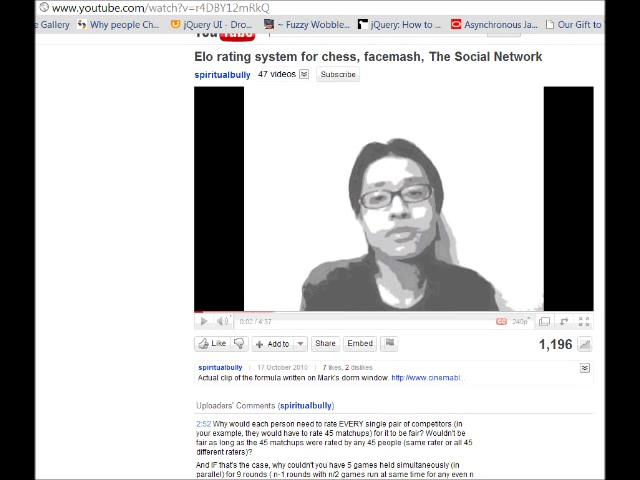 www.youtube.com/watch?v=r4DBY12mRkQ
Gallery Why people Ch... jQuery UI - Dro... ~ Fuzzy Wobble... jQuery: How to ... Asynchronous Ja... Our Gift to
Elo rating system for chess, facemash, The Social Network
spiritualbully 47 videos Subscribe
0:02 / 4:37 CC 240p
Like Add to Share Embed 1,196
spiritualbully 17 October 2010 7 likes, 2 dislikes
Actual clip of the formula written on Mark's dorm window. http://www.cinemabl...
Uploaders' Comments (spiritualbully)
2:52 Why would each person need to rate EVERY single pair of competitors (in
your example, they would have to rate 45 matchups) for it to be fair? Wouldn't be
fair as long as the 45 matchups were rated by any 45 people (same rater or all 45
different raters)?
And IF that's the case, why couldn't you have 5 games held simultaneously (in
parallel) for 9 rounds ( n-1 rounds with n/2 games run at same time for any even n